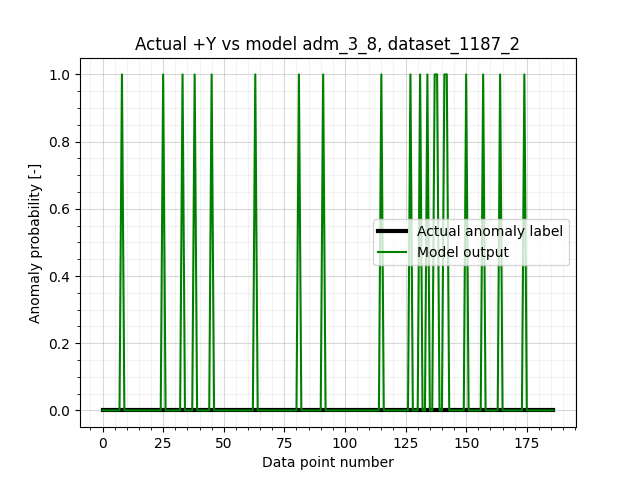 Actual +Y vs model adm_3_8, dataset_1187_2
1.0
0.8
0.6
0.4
0.2
0.0
Anomaly probability [-]
Actual anomaly label
Model output
0 25 50 75 100 125 150 175
Data point number